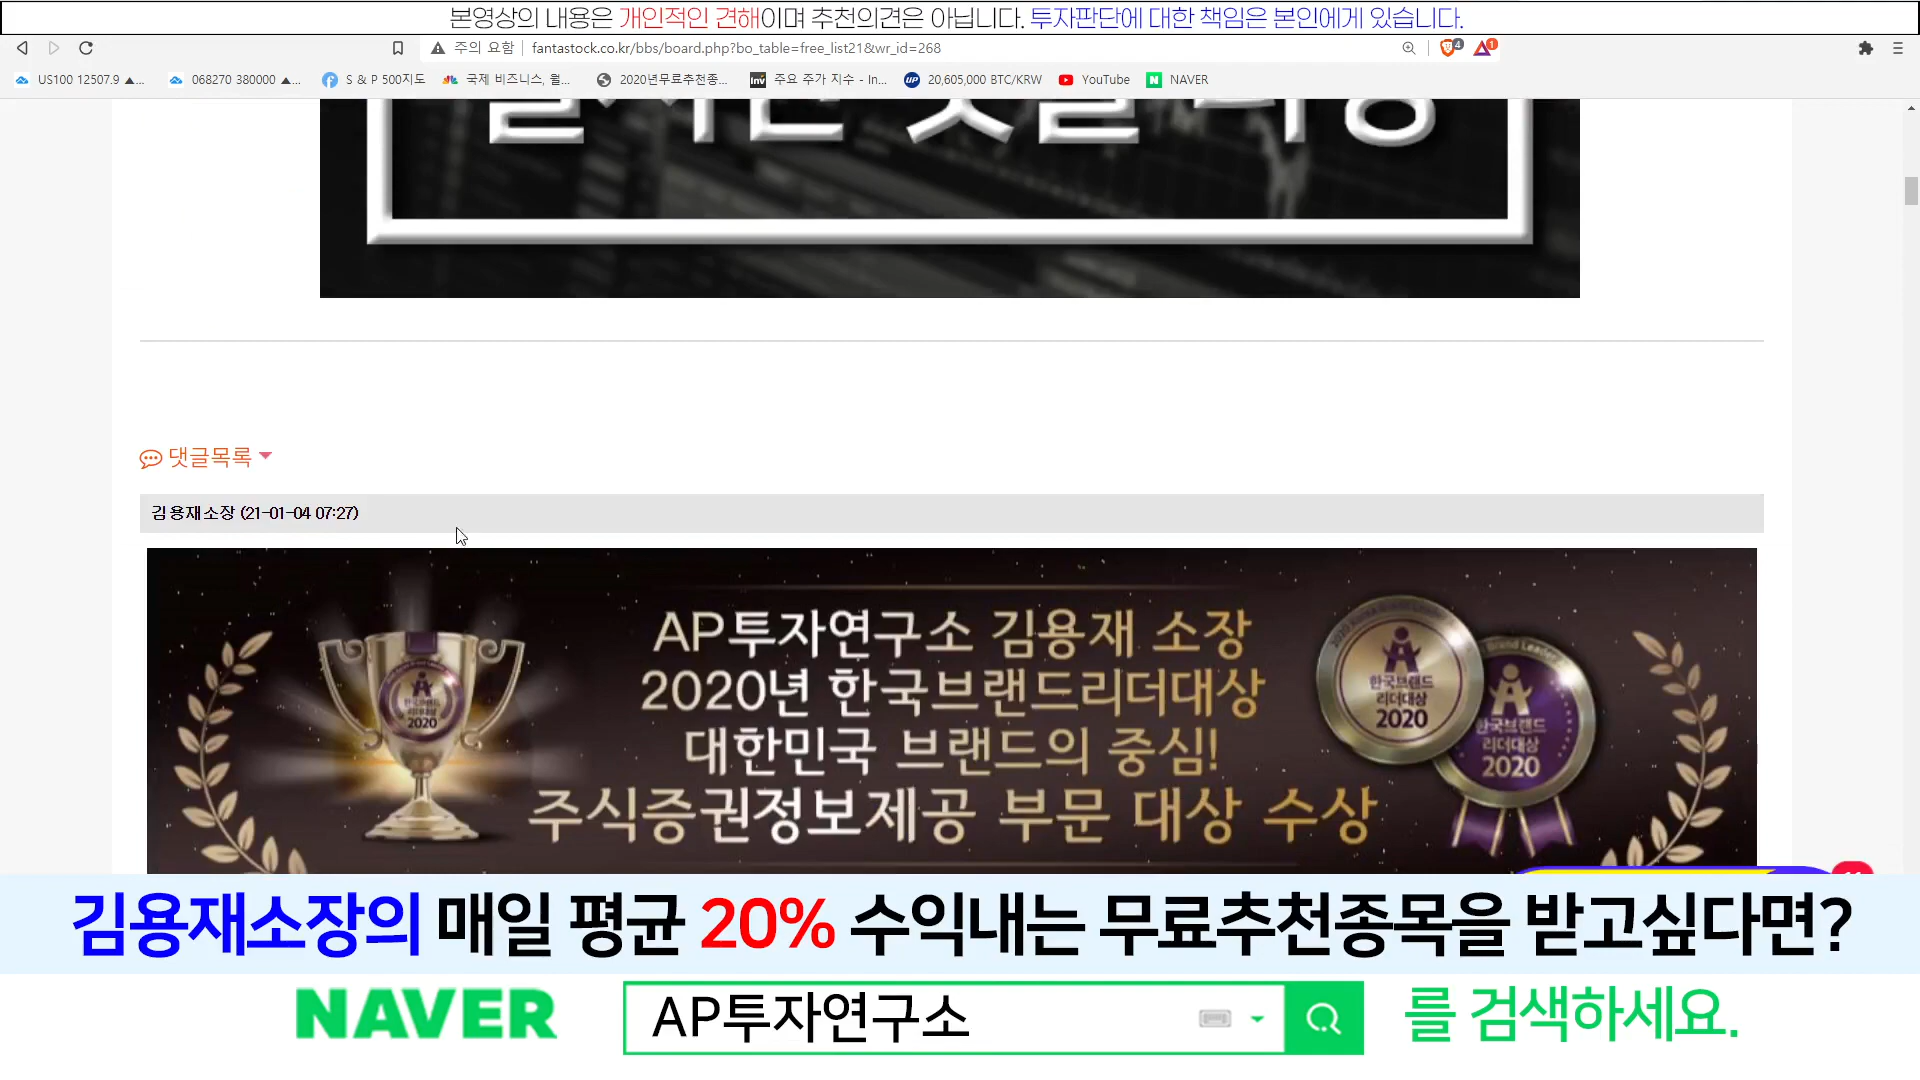 본영상의 내용은 개인적인 견해이며 추천의견은 아닙니다. 투자판단에 대한 책임은 본인에게 있습니다.
주의 요함 fantastock.co.kr/bbs/board.php?bo_table=free_list21&wr_id=268 4 1
US100 12507.9 ▲... 068270 380000 ▲... S & P 500지도 국제 비즈니스, 월... 2020년무료추천종... Inv 주요 주가 지수 - In... UP 20,605,000 BTC/KRW YouTube N NAVER
댓글목록
김용재소장 (21-01-04 07:27)
AP투자연구소 김용재 소장
2020년 한국브랜드리더대상
대한민국 브랜드의 중심!
주식증권정보제공 부문 대상 수상
한국브랜드
리더대상
2020
한국브랜드
리더대상
2020
2020
김용재소장의 매일 평균 20% 수익내는 무료추천종목을 받고싶다면?
NAVER AP투자연구소 를 검색하세요.